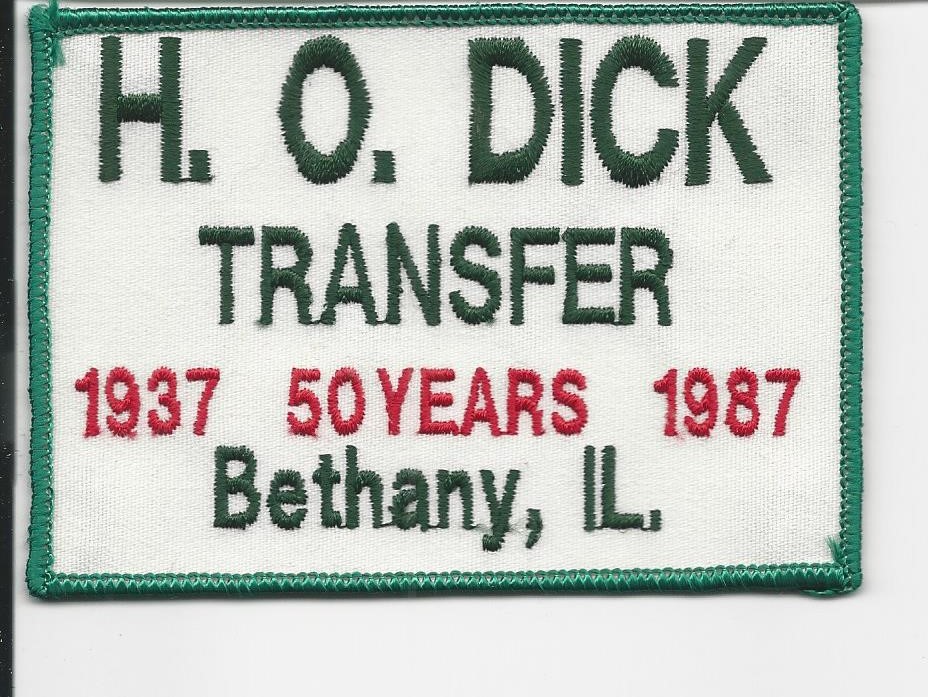 H. O. DICK
TRANSFER
1937 50 YEARS 1987
Bethany, IL.